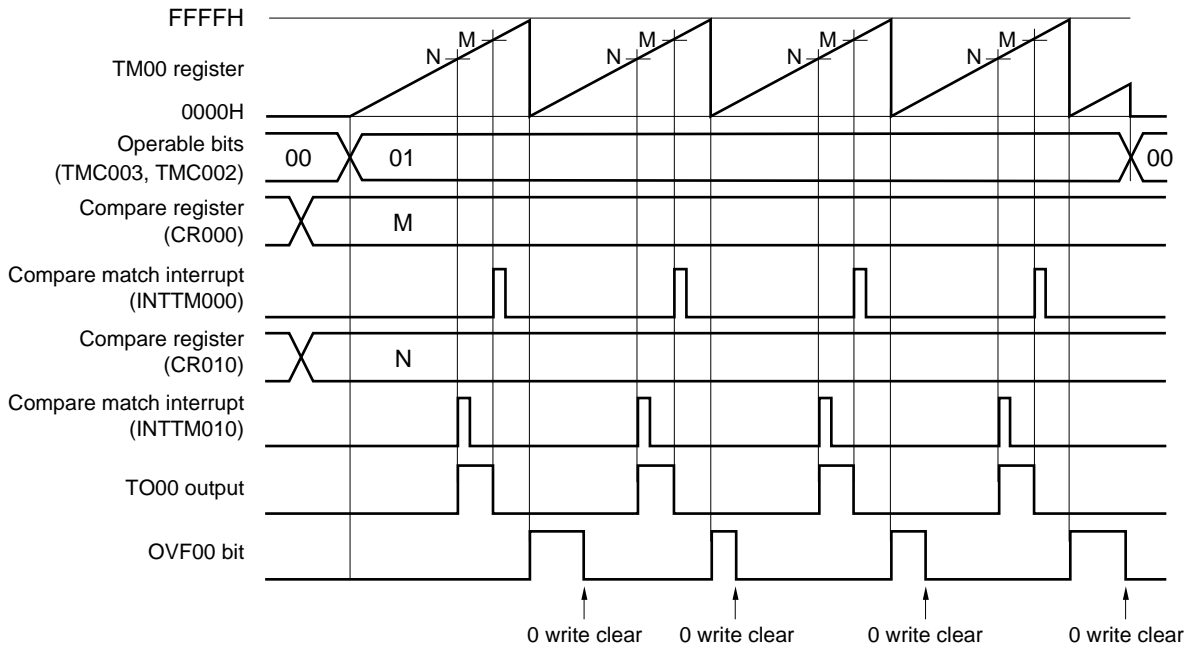 FFFFH
M M M M
N N N N
TM00 register
0000H
Operable bits
(TMC003, TMC002)
00 01 00
Compare register
(CR000)
M
Compare match interrupt
(INTTM000)
Compare register
(CR010)
N
Compare match interrupt
(INTTM010)
TO00 output
OVF00 bit
0 write clear 0 write clear 0 write clear 0 write clear